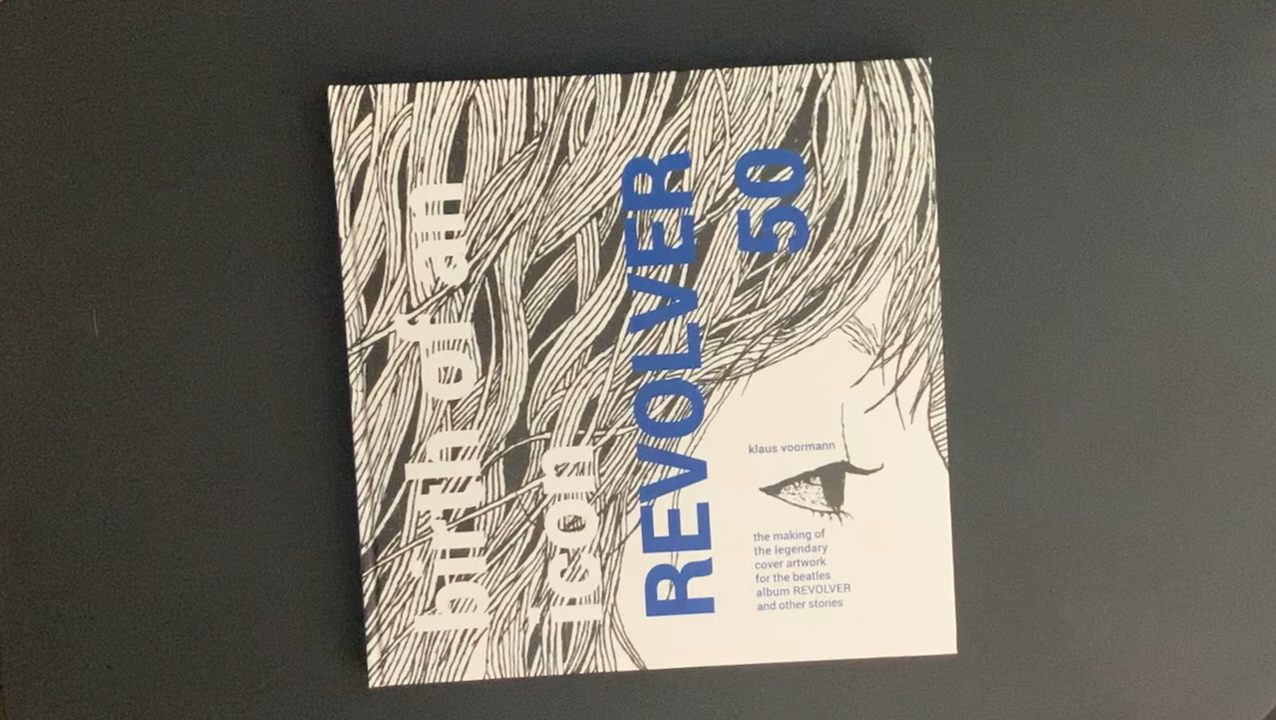 birth of an
icon
REVOLVER
50
klaus voormann
the making of
the legendary
cover artwork
for the beatles
album REVOLVER
and other stories